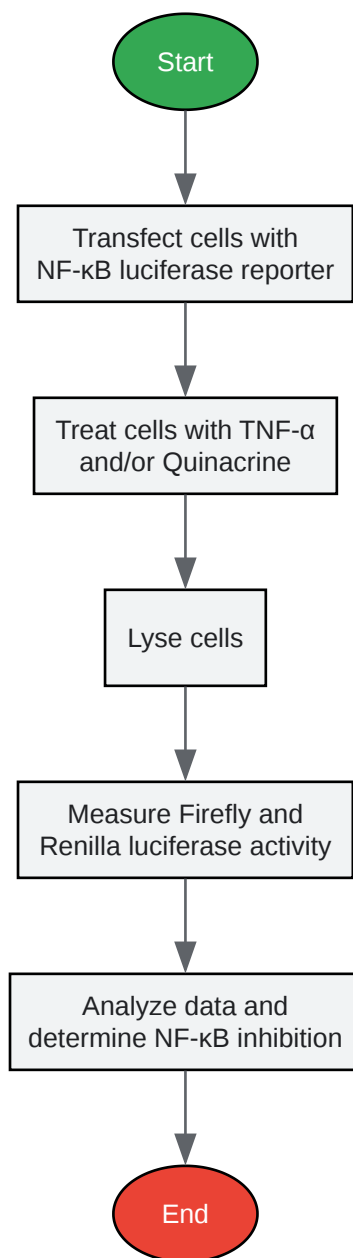 Start
Transfect cells with
NF-κB luciferase reporter
Treat cells with TNF-α
and/or Quinacrine
Lyse cells
Measure Firefly and
Renilla luciferase activity
Analyze data and
determine NF-κB inhibition
End